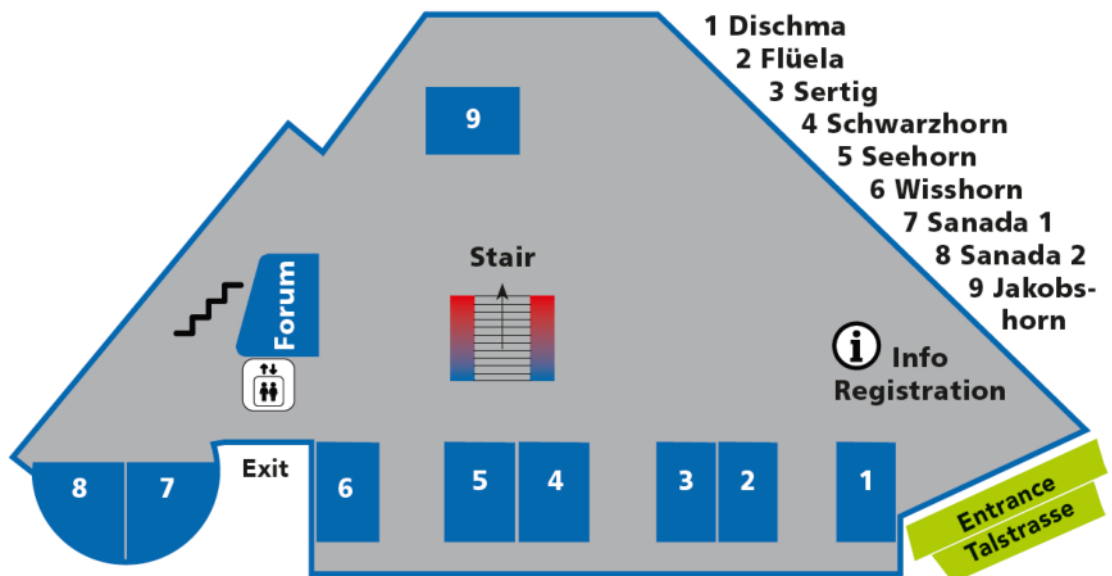 1 Dischma
2 Flüela
3 Sertig
4 Schwarzhorn
5 Seehorn
6 Wisshorn
7 Sanada 1
8 Sanada 2
9 Jakobs-
horn
9
Stair
Forum
i Info
Registration
Exit
8
7
6
5
4
3
2
1
Entrance
Talstrasse